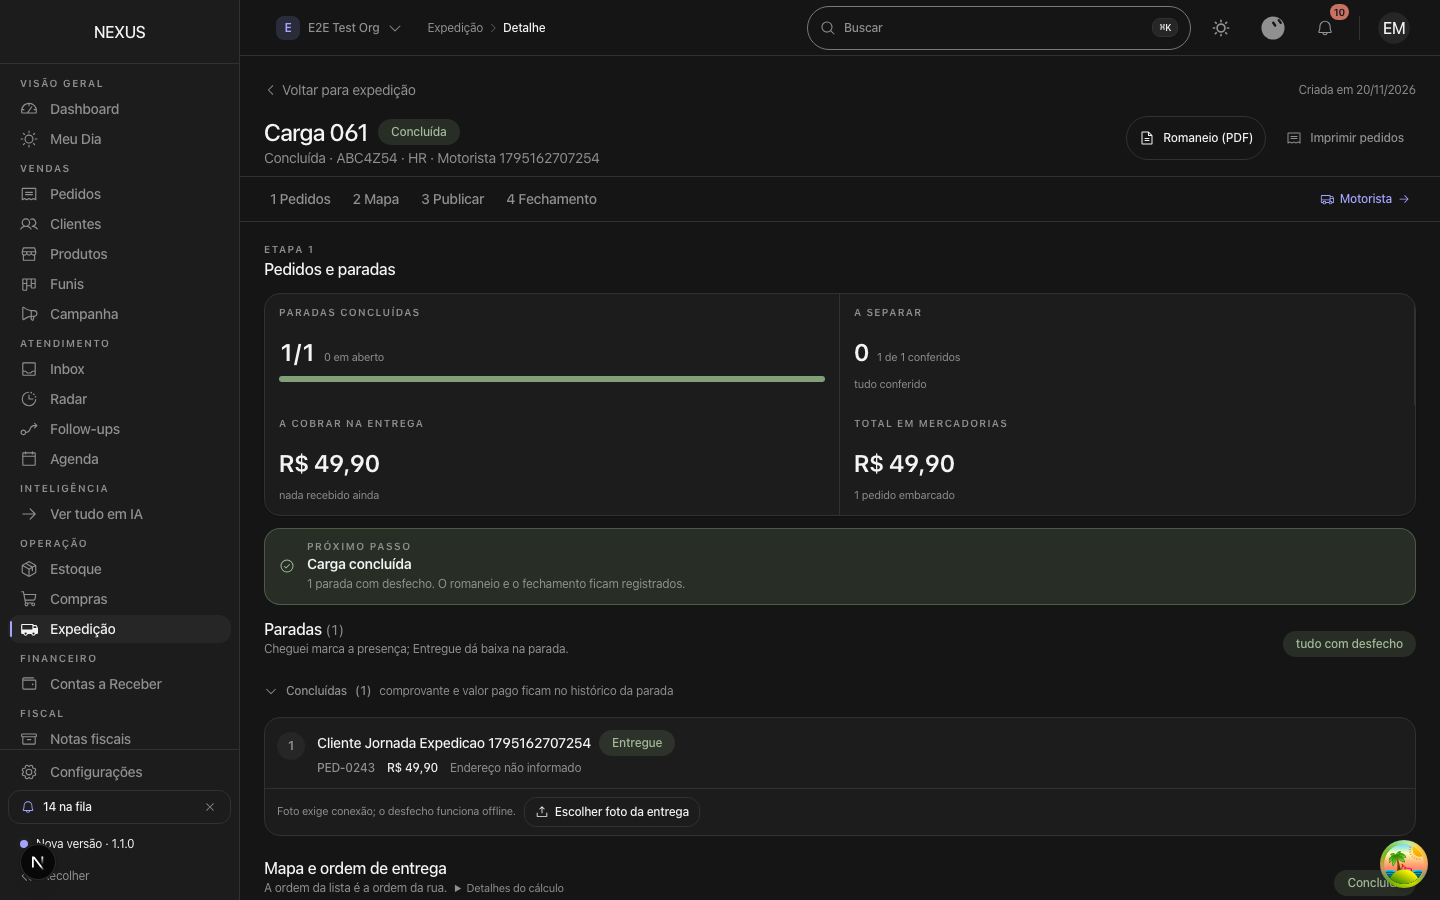 NEXUS
E
E2E Test Org
Expedição
Detalhe
Buscar
⌘K
10
EM
VISÃO GERAL
Dashboard
Meu Dia
VENDAS
Pedidos
Clientes
Produtos
Funis
Campanha
ATENDIMENTO
Inbox
Radar
Follow-ups
Agenda
INTELIGÊNCIA
Ver tudo em IA
OPERAÇÃO
Estoque
Compras
Expedição
FINANCEIRO
Contas a Receber
FISCAL
Notas fiscais
Configurações
14 na fila
Nova versão · 1.1.0
N
Voltar para expedição
Criada em 20/11/2026
Carga 061
Concluída
Concluída · ABC4Z54 · HR · Motorista 1795162707254
Romaneio (PDF)
Imprimir pedidos
1 Pedidos
2 Mapa
3 Publicar
4 Fechamento
Motorista
ETAPA 1
Pedidos e paradas
PARADAS CONCLUÍDAS
1/1 0 em aberto
A SEPARAR
0 1 de 1 conferidos
tudo conferido
A COBRAR NA ENTREGA
R$ 49,90
nada recebido ainda
TOTAL EM MERCADORIAS
R$ 49,90
1 pedido embarcado
PRÓXIMO PASSO
Carga concluída
1 parada com desfecho. O romaneio e o fechamento ficam registrados.
Paradas (1)
Cheguei marca a presença; Entregue dá baixa na parada.
tudo com desfecho
Concluídas (1) comprovante e valor pago ficam no histórico da parada
1
Cliente Jornada Expedicao 1795162707254
Entregue
PED-0243 R$ 49,90 Endereço não informado
Foto exige conexão; o desfecho funciona offline.
Escolher foto da entrega
Mapa e ordem de entrega
A ordem da lista é a ordem da rua.
Detalhes do cálculo